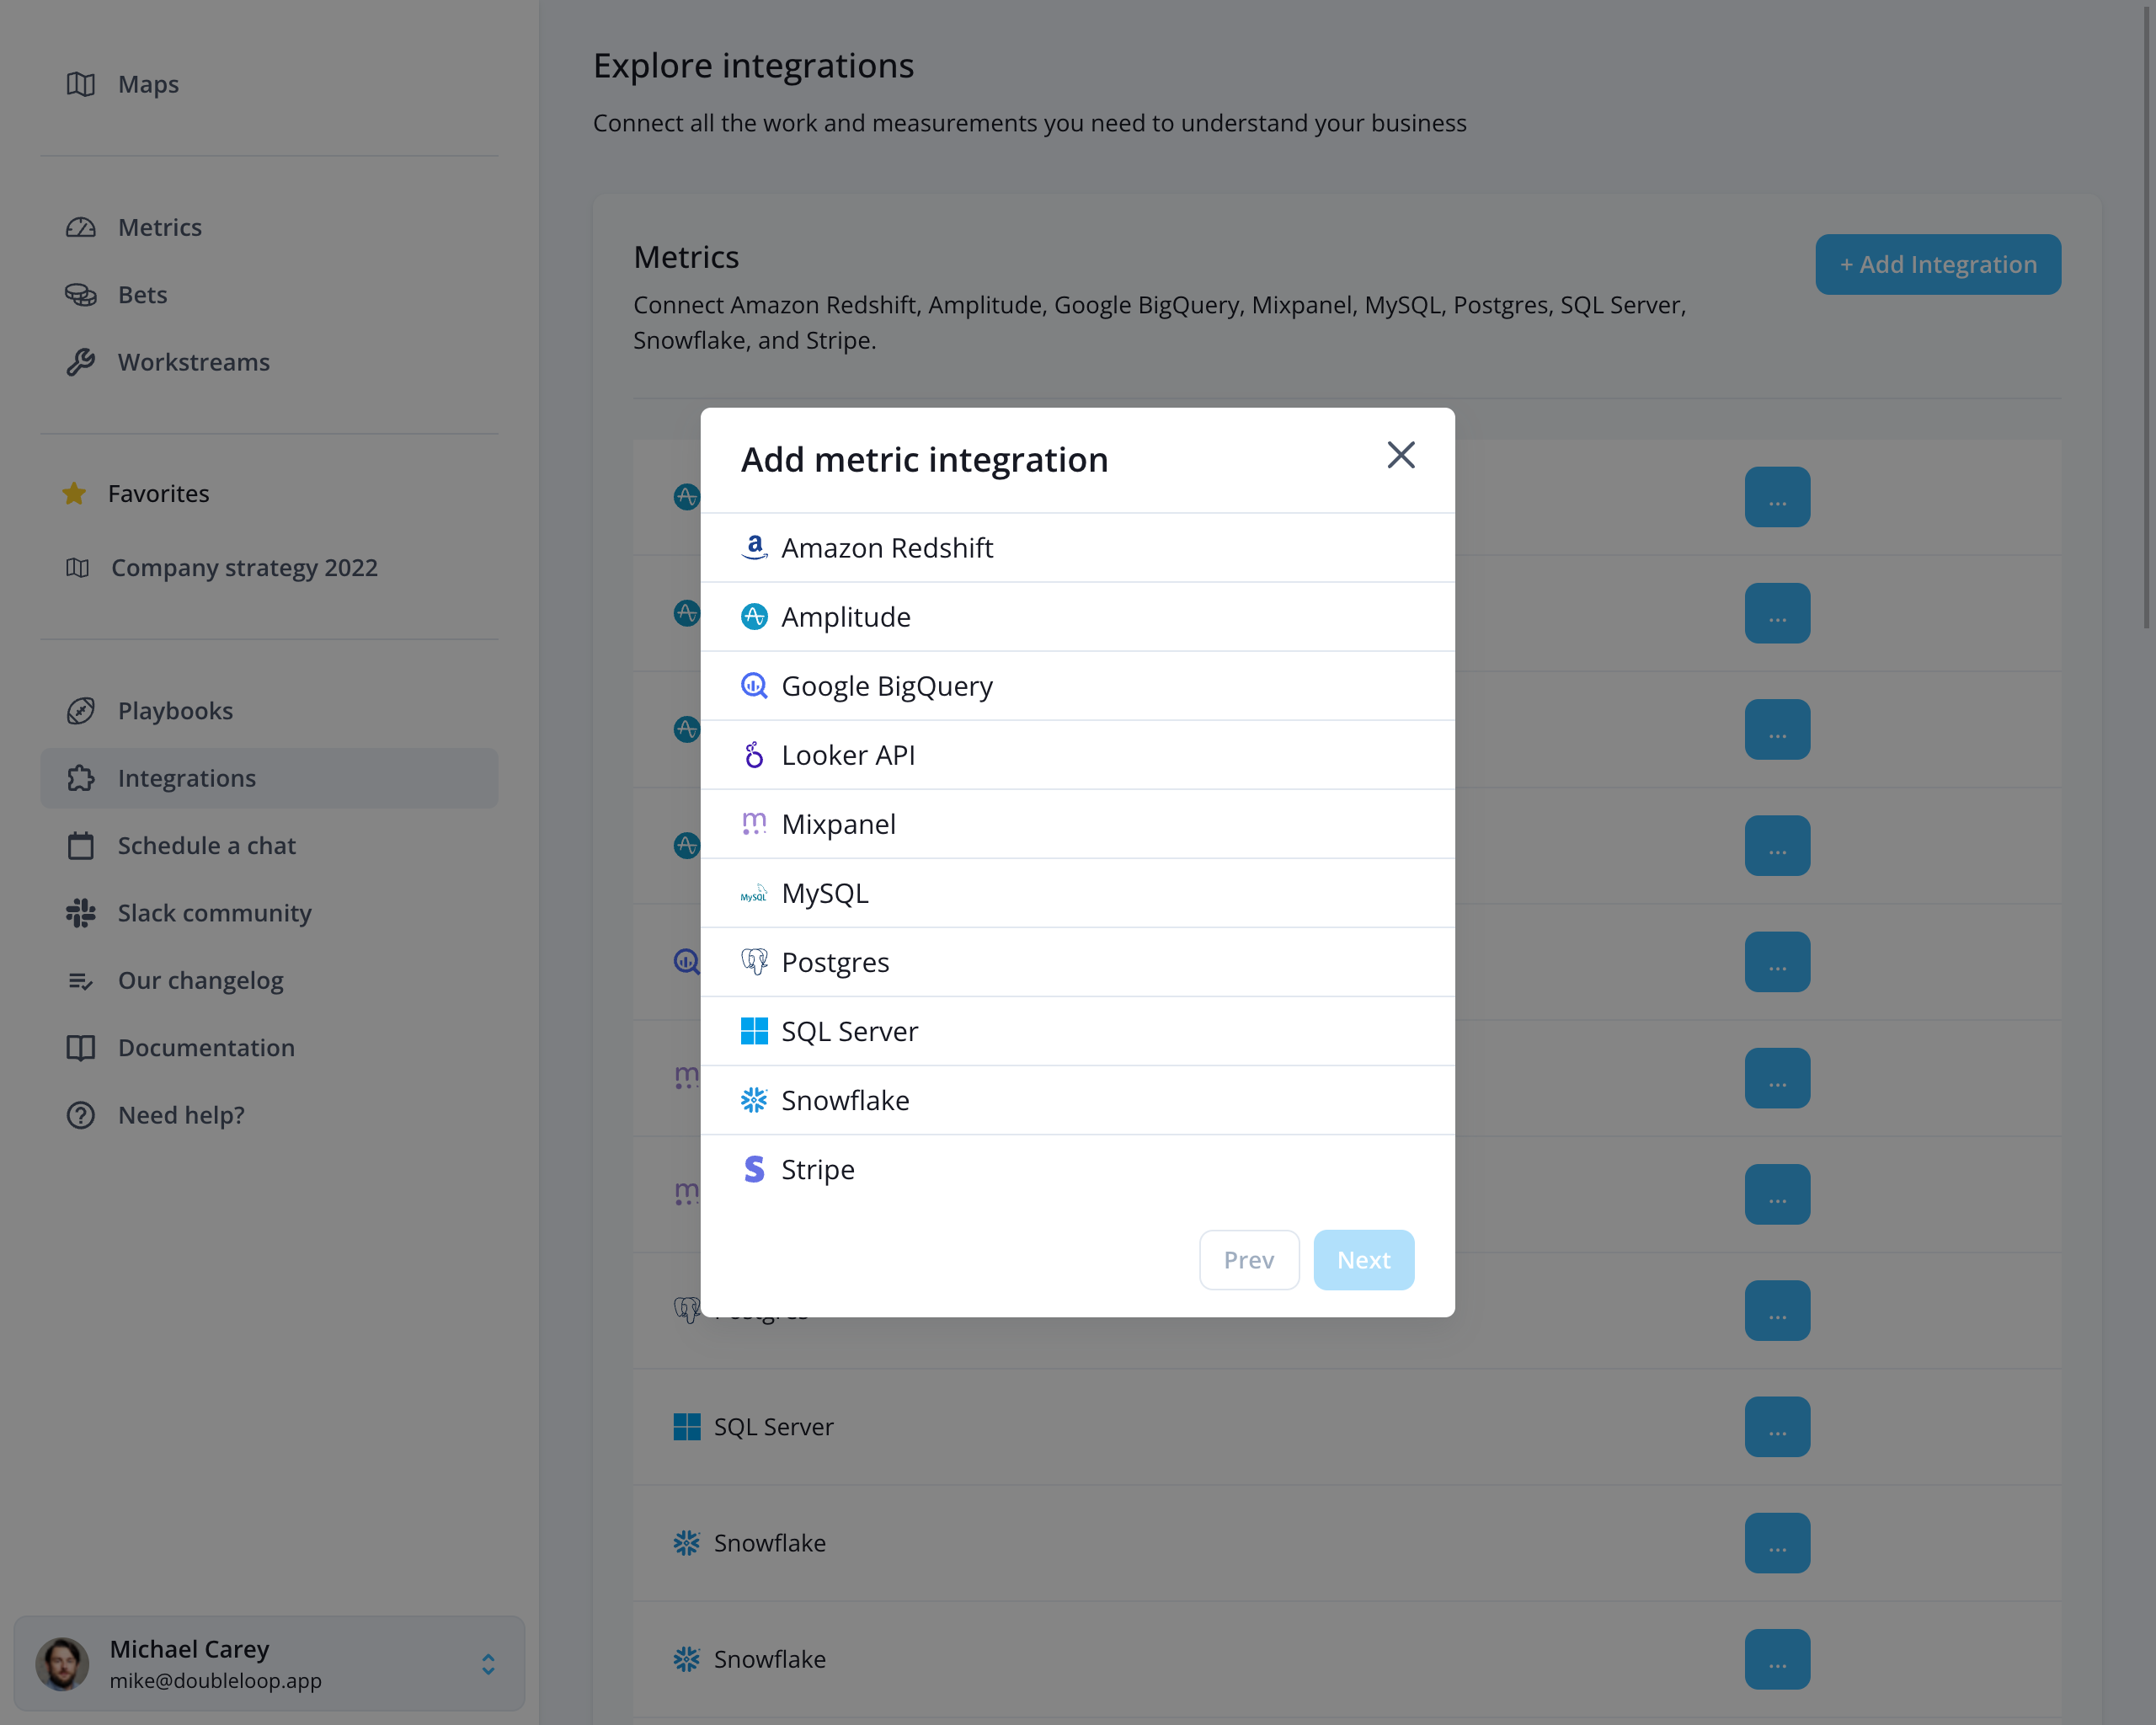 Maps
Metrics
Bets
Workstreams
Favorites
Company strategy 2022
Playbooks
Integrations
Schedule a chat
Slack community
Our changelog
Documentation
Need help?
Michael Carey
mike@doubleloop.app
Explore integrations
Connect all the work and measurements you need to understand your business
Metrics
+ Add Integration
Connect Amazon Redshift, Amplitude, Google BigQuery, Mixpanel, MySQL, Postgres, SQL Server,
Snowflake, and Stripe.
Add metric integration
Amazon Redshift
Amplitude
Google BigQuery
Looker API
Mixpanel
MySQL
MySQL
Postgres
SQL Server
Snowflake
Stripe
Prev
Next
...
...
...
...
...
...
...
Postgres
...
SQL Server
...
Snowflake
...
Snowflake
...